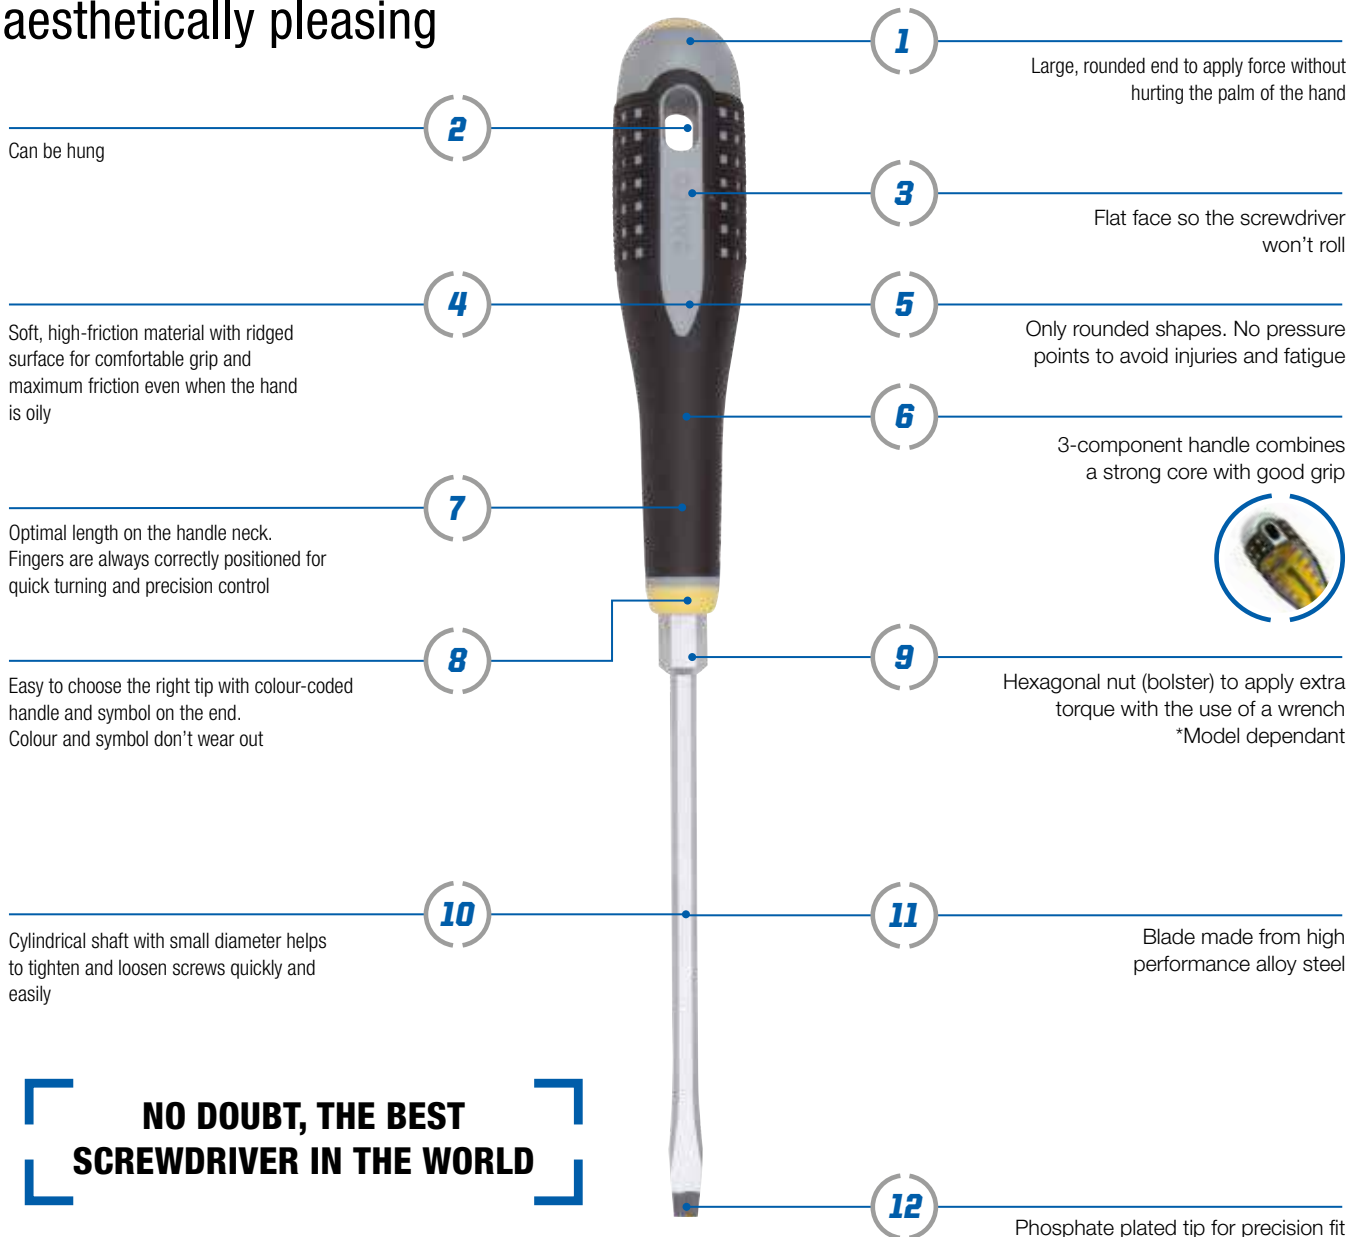 aesthetically pleasing
1
Large, rounded end to apply force without
hurting the palm of the hand
2
Can be hung
3
Flat face so the screwdriver
won't roll
4
Soft, high-friction material with ridged
surface for comfortable grip and
maximum friction even when the hand
is oily
5
Only rounded shapes. No pressure
points to avoid injuries and fatigue
6
3-component handle combines
a strong core with good grip
7
Optimal length on the handle neck.
Fingers are always correctly positioned for
quick turning and precision control
8
Easy to choose the right tip with colour-coded
handle and symbol on the end.
Colour and symbol don't wear out
9
Hexagonal nut (bolster) to apply extra
torque with the use of a wrench
*Model dependant
10
Cylindrical shaft with small diameter helps
to tighten and loosen screws quickly and
easily
11
Blade made from high
performance alloy steel
NO DOUBT, THE BEST
SCREWDRIVER IN THE WORLD
12
Phosphate plated tip for precision fit